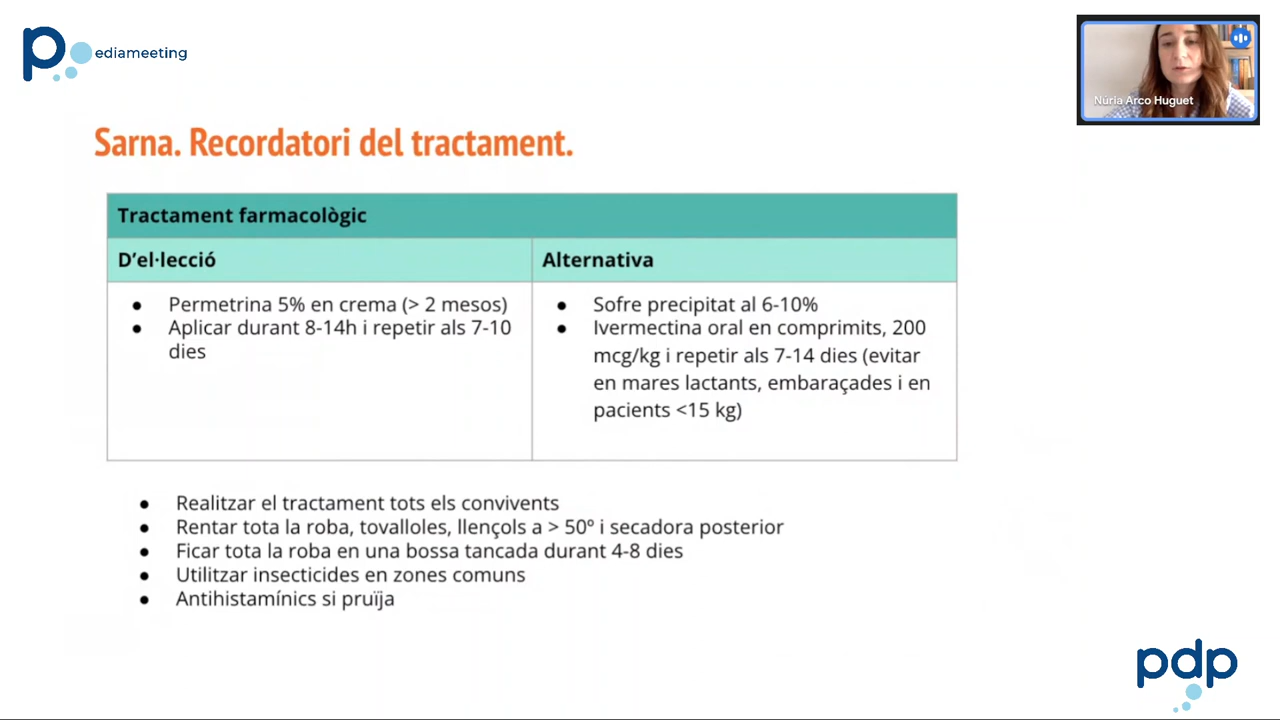 pediameeting
Núria Arco Huguet
Sarna. Recordatori del tractament.
Tractament farmacològic
D'el·lecció
Alternativa
● Permetrina 5% en crema (> 2 mesos)
● Aplicar durant 8-14h i repetir als 7-10
dies
● Sofre precipitat al 6-10%
● Ivermectina oral en comprimits, 200
mcg/kg i repetir als 7-14 dies (evitar
en mares lactants, embaraçades i en
pacients <15 kg)
● Realitzar el tractament tots els convivents
● Rentar tota la roba, tovalloles, llençols a > 50º i secadora posterior
● Ficar tota la roba en una bossa tancada durant 4-8 dies
● Utilitzar insecticides en zones comuns
● Antihistamínics si pruïja
pdp